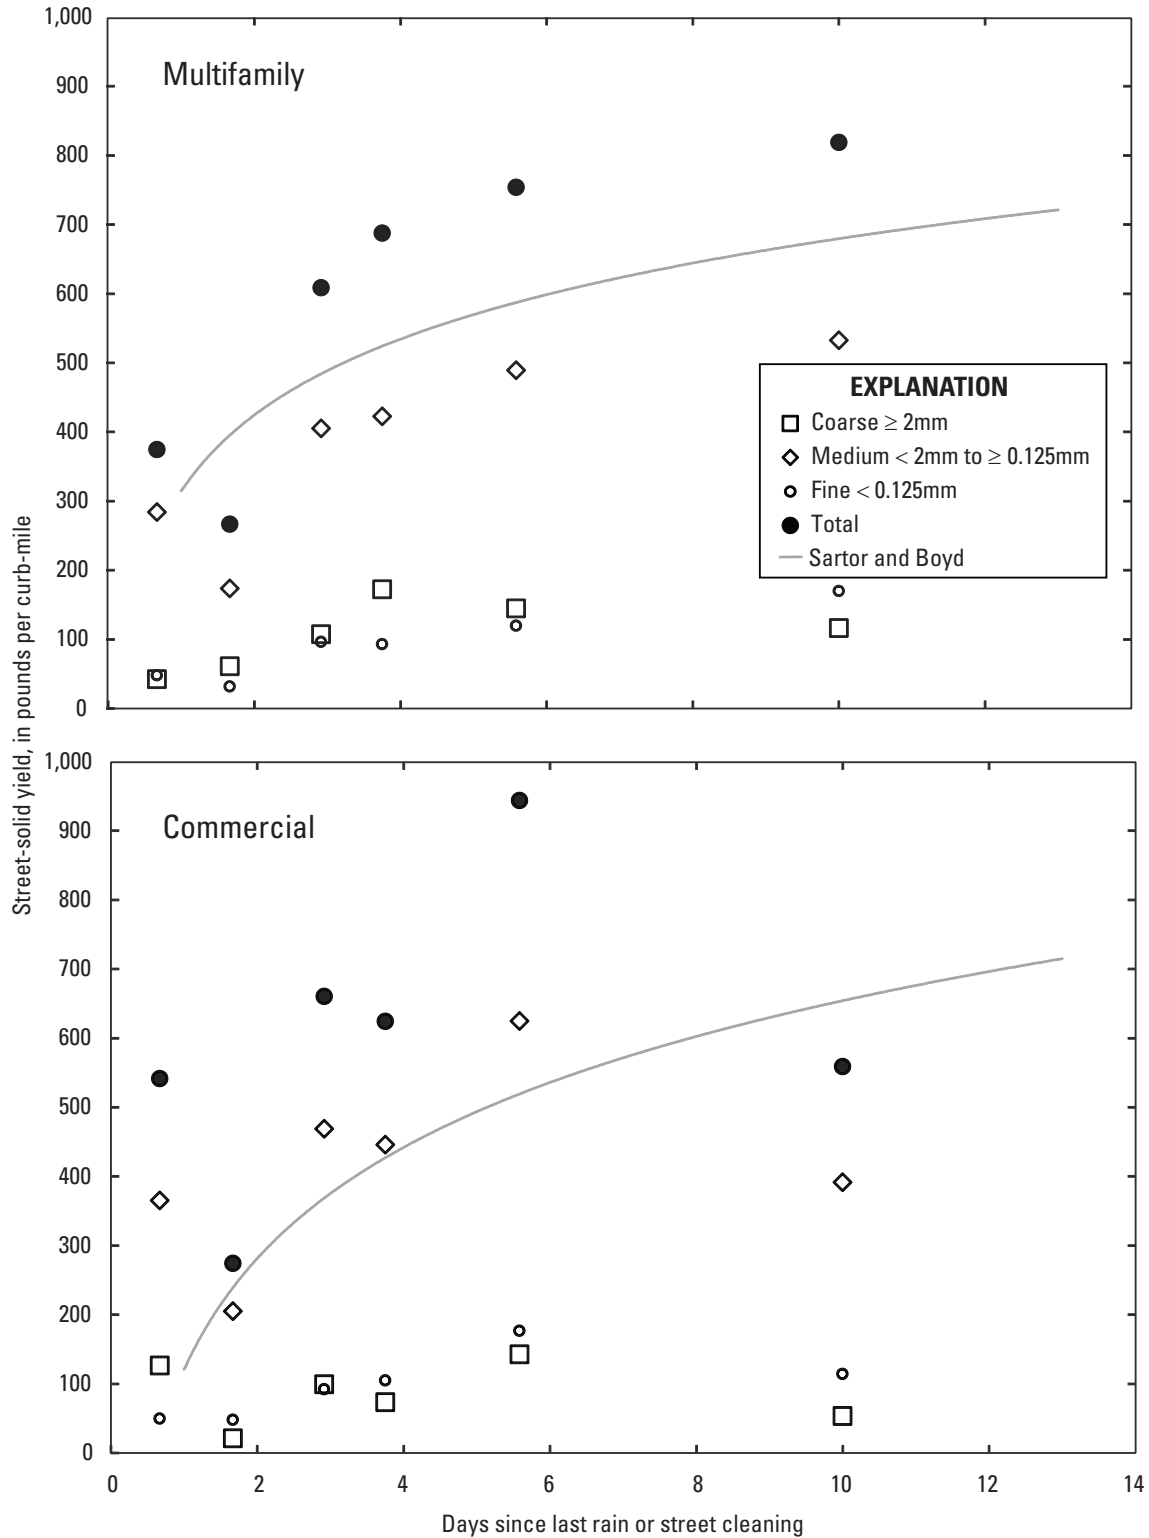 Street-solid yield, in pounds per curb-mile
1,000
900
800
700
600
500
400
300
200
100
0
Multifamily
EXPLANATION
Coarse ≥ 2mm
Medium < 2mm to ≥ 0.125mm
Fine < 0.125mm
Total
Sartor and Boyd
1,000
900
800
700
600
500
400
300
200
100
0
Commercial
0 2 4 6 8 10 12 14
Days since last rain or street cleaning